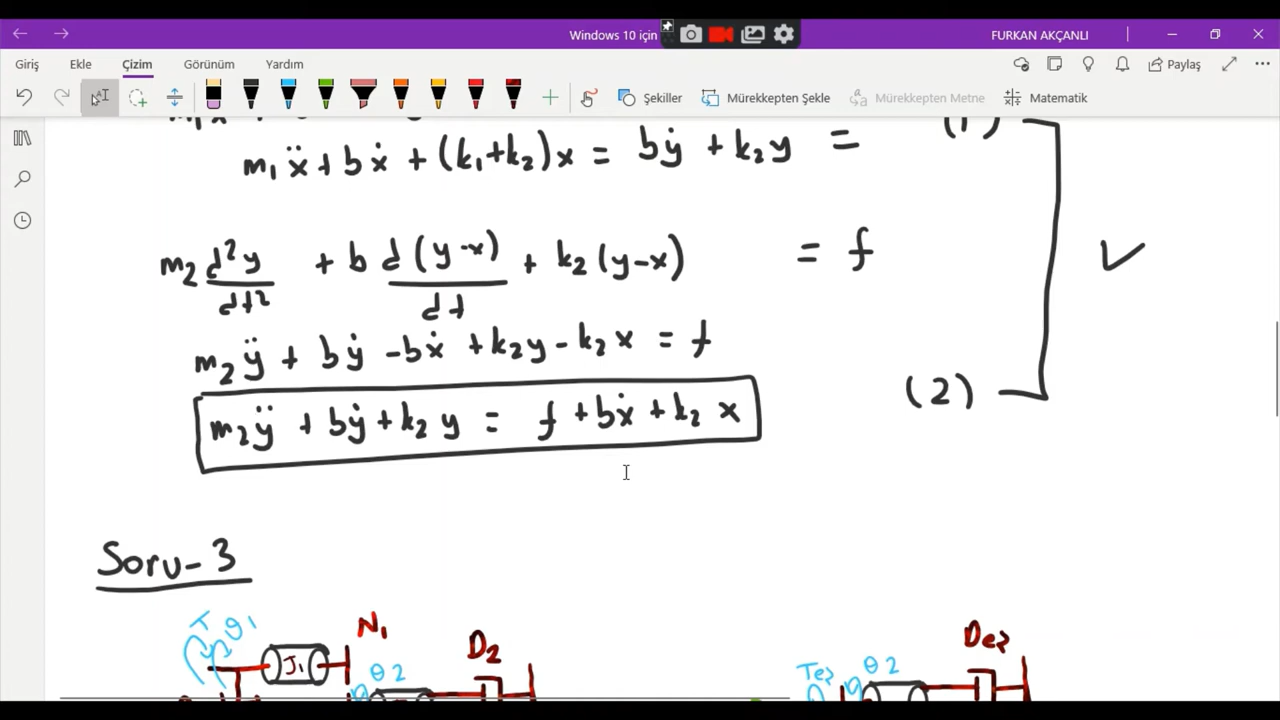 Windows 10 için
FURKAN AKÇANLI
Giriş Ekle Çizim Görünüm Yardım
Paylaş
Şekiller Mürekkepten Şekle Mürekkepten Metne Matematik
(1)
m₁ẍ + bẋ + (k₁+k₂)x = bẏ + k₂y =
m₂ d²y/dt² + b d(y-x)/dt + k₂(y-x) = f
m₂ÿ + bẏ - bẋ + k₂y - k₂x = f
m₂ÿ + bẏ + k₂y = f + bẋ + k₂x
(2)
Soru-3
T θ1
J₁
N₁
θ2
D₂
Te2 θ2
De2